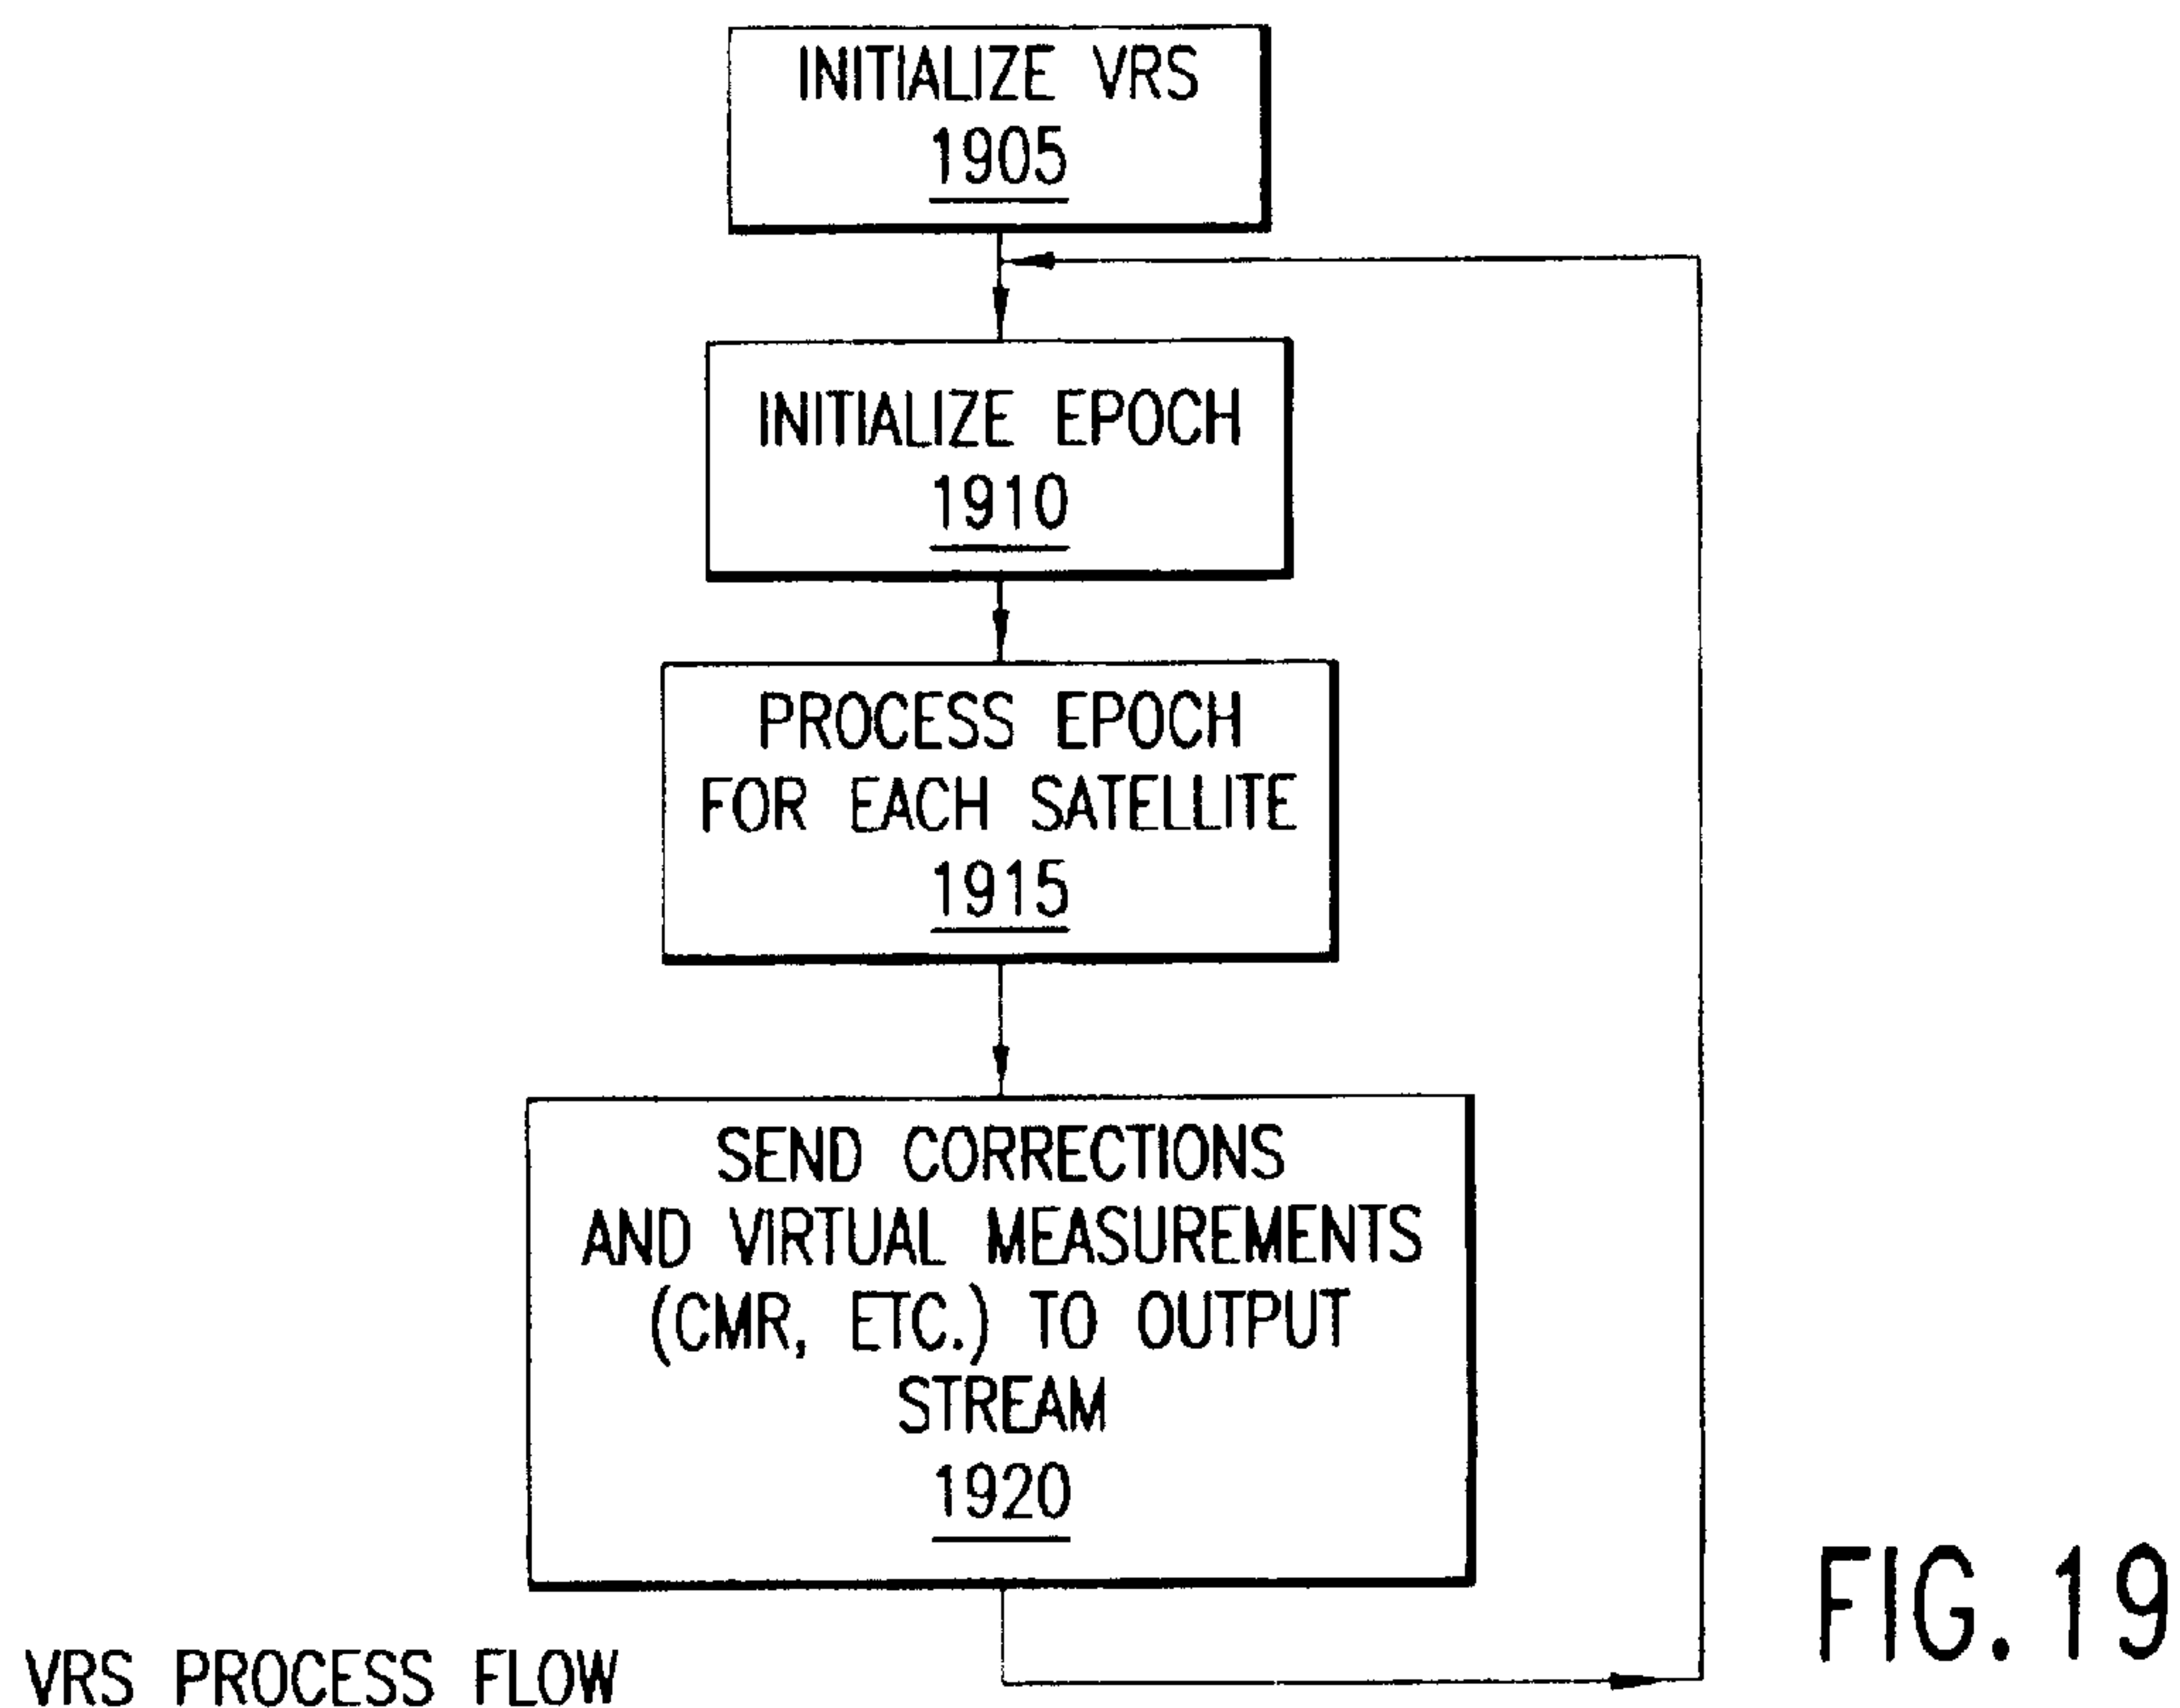 INITIALIZE VRS
1905
INITIALIZE EPOCH
1910
PROCESS EPOCH
FOR EACH SATELLITE
1915
SEND CORRECTIONS
AND VIRTUAL MEASUREMENTS
(CMR, ETC.) TO OUTPUT
STREAM
1920
VRS PROCESS FLOW
FIG. 19